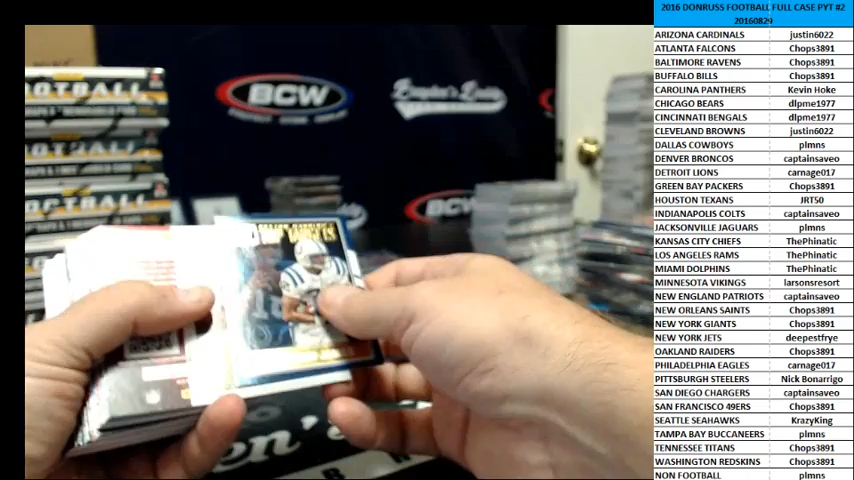 2016 DONRUSS FOOTBALL FULL CASE PYT #2
20160829
ARIZONA CARDINALS justin6022
ATLANTA FALCONS Chops3891
BALTIMORE RAVENS Chops3891
BUFFALO BILLS Chops3891
CAROLINA PANTHERS Kevin Hoke
CHICAGO BEARS dlpme1977
CINCINNATI BENGALS dlpme1977
CLEVELAND BROWNS justin6022
DALLAS COWBOYS plmns
DENVER BRONCOS captainsaveo
DETROIT LIONS carnage017
GREEN BAY PACKERS Chops3891
HOUSTON TEXANS JRT50
INDIANAPOLIS COLTS captainsaveo
JACKSONVILLE JAGUARS plmns
KANSAS CITY CHIEFS ThePhinatic
LOS ANGELES RAMS ThePhinatic
MIAMI DOLPHINS ThePhinatic
MINNESOTA VIKINGS larsonsresort
NEW ENGLAND PATRIOTS captainsaveo
NEW ORLEANS SAINTS Chops3891
NEW YORK GIANTS Chops3891
NEW YORK JETS deepestfrye
OAKLAND RAIDERS Chops3891
PHILADELPHIA EAGLES carnage017
PITTSBURGH STEELERS Nick Bonarrigo
SAN DIEGO CHARGERS captainsaveo
SAN FRANCISCO 49ERS Chops3891
SEATTLE SEAHAWKS KrazyKing
TAMPA BAY BUCCANEERS plmns
TENNESSEE TITANS Chops3891
WASHINGTON REDSKINS Chops3891
NON FOOTBALL plmns
BCW
BCW